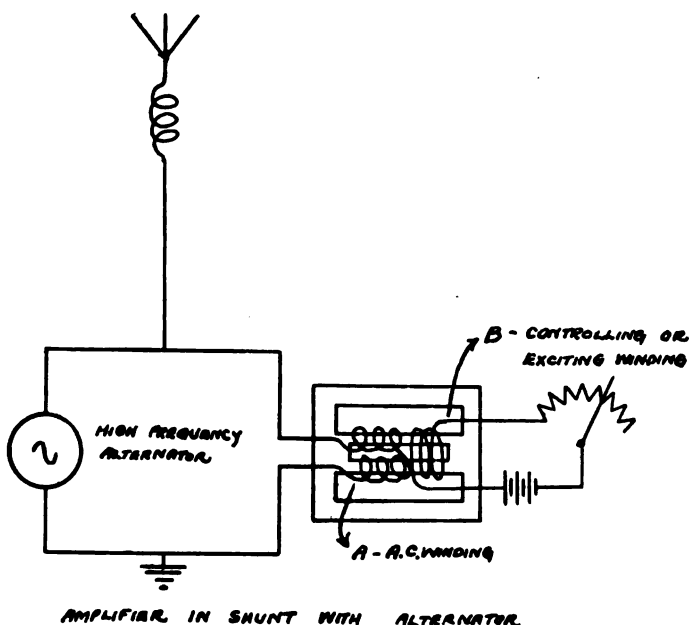 B - CONTROLLING OR
EXCITING WINDING
HIGH FREQUENCY
ALTERNATOR
A - A.C. WINDING
AMPLIFIER IN SHUNT WITH ALTERNATOR